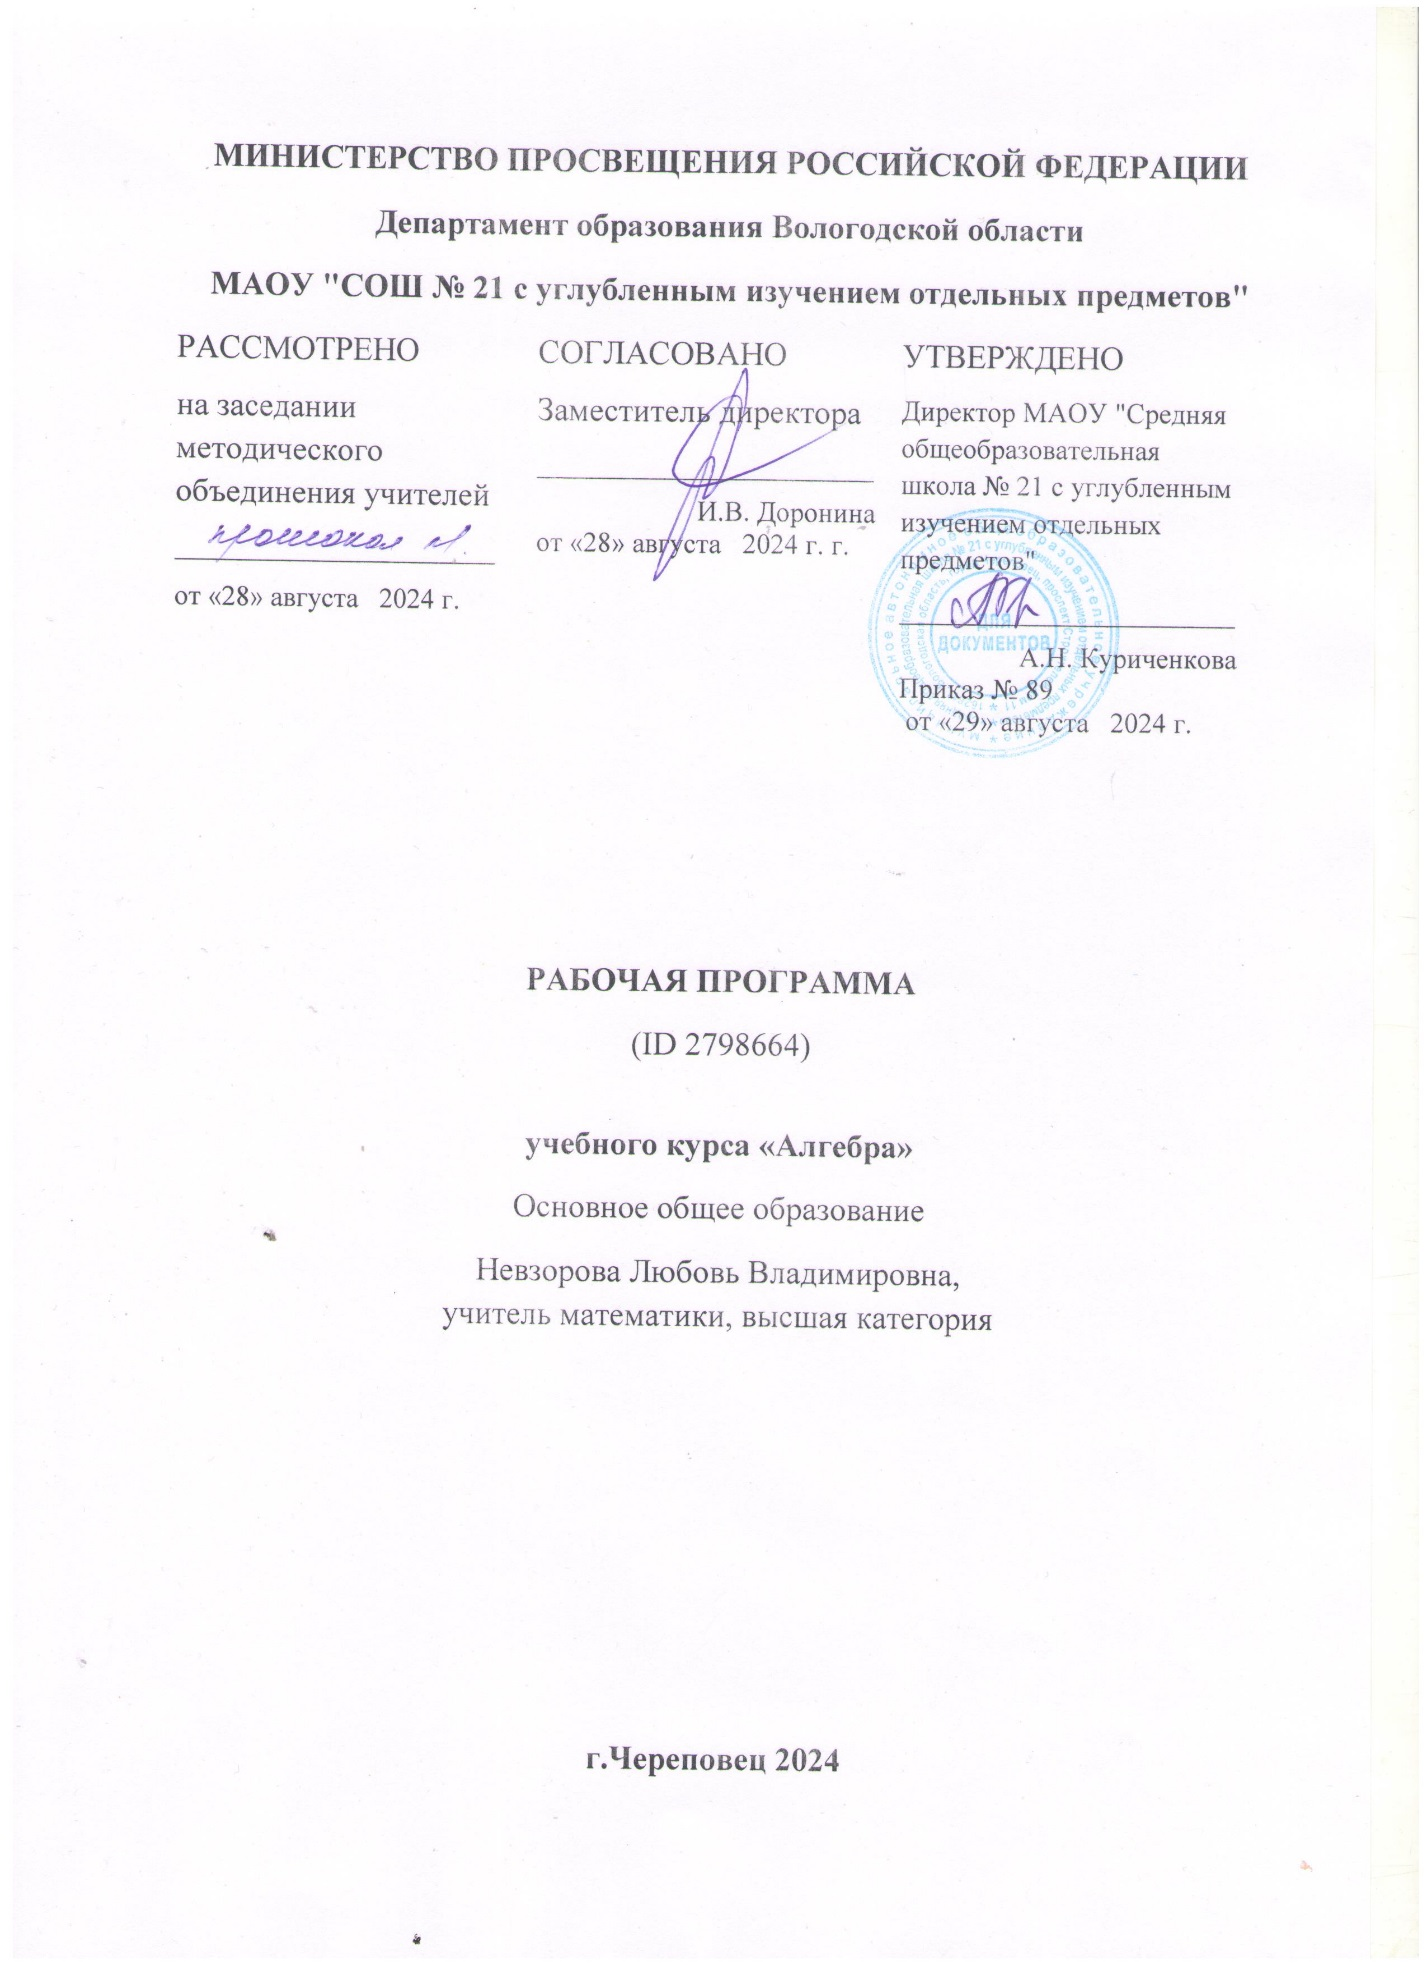 МИНИСТЕРСТВО ПРОСВЕЩЕНИЯ РОССИЙСКОЙ ФЕДЕРАЦИИ
Департамент образования Вологодской области
МАОУ "СОШ № 21 с углубленным изучением отдельных предметов"
РАССМОТРЕНО
на заседании
методического
объединения учителей
протокол
от «28» августа 2024 г.
СОГЛАСОВАНО
Заместитель директора
И.В. Доронина
от «28» августа 2024 г. г.
УТВЕРЖДЕНО
Директор МАОУ "Средняя
общеобразовательная
школа № 21 с углубленным
изучением отдельных
предметов"
ДЛЯ
ДОКУМЕНТОВ
А.Н. Куриченкова
Приказ № 89
от «29» августа 2024 г.
РАБОЧАЯ ПРОГРАММА
(ID 2798664)
учебного курса «Алгебра»
Основное общее образование
Невзорова Любовь Владимировна,
учитель математики, высшая категория
г.Череповец 2024